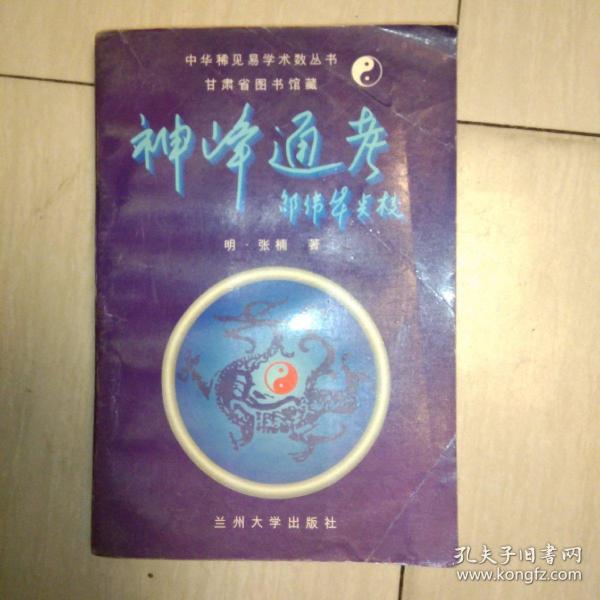 中华稀见易学术数丛书
甘肃省图书馆藏
神峰通考
邵伟华点校
明·张楠 著
兰州大学出版社
孔夫子旧书网
www.kongfz.com